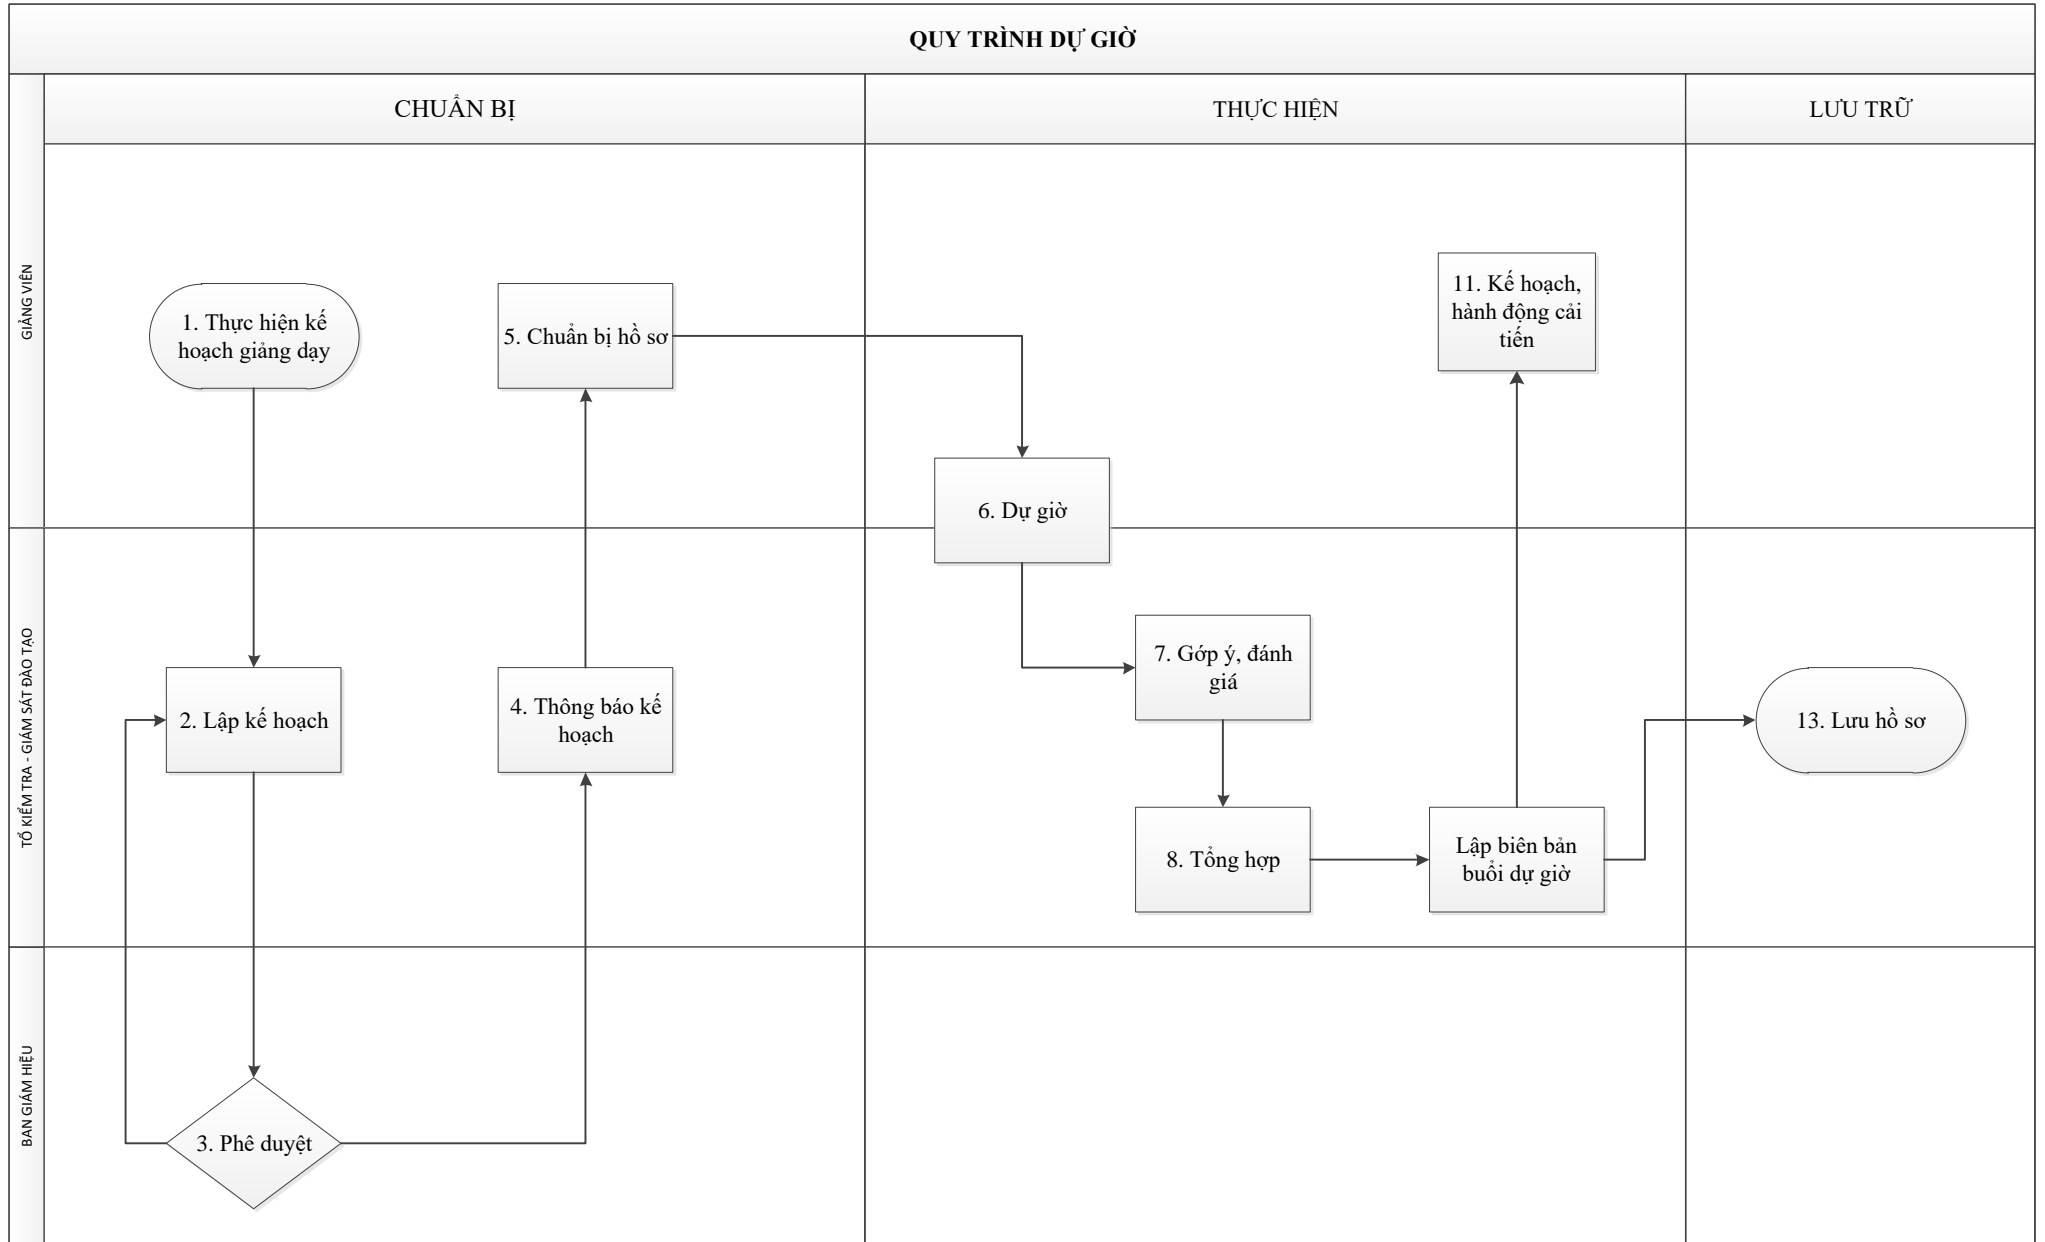 QUY TRÌNH DỰ GIỜ
CHUẨN BỊ
THỰC HIỆN
LƯU TRỮ
GIẢNG VIÊN
1. Thực hiện kế
hoạch giảng dạy
5. Chuẩn bị hồ sơ
11. Kế hoạch,
hành động cải
tiến
6. Dự giờ
TỔ KIỂM TRA - GIÁM SÁT ĐÀO TẠO
2. Lập kế hoạch
4. Thông báo kế
hoạch
7. Gớp ý, đánh
giá
13. Lưu hồ sơ
8. Tổng hợp
Lập biên bản
buổi dự giờ
BAN GIÁM HIỆU
3. Phê duyệt